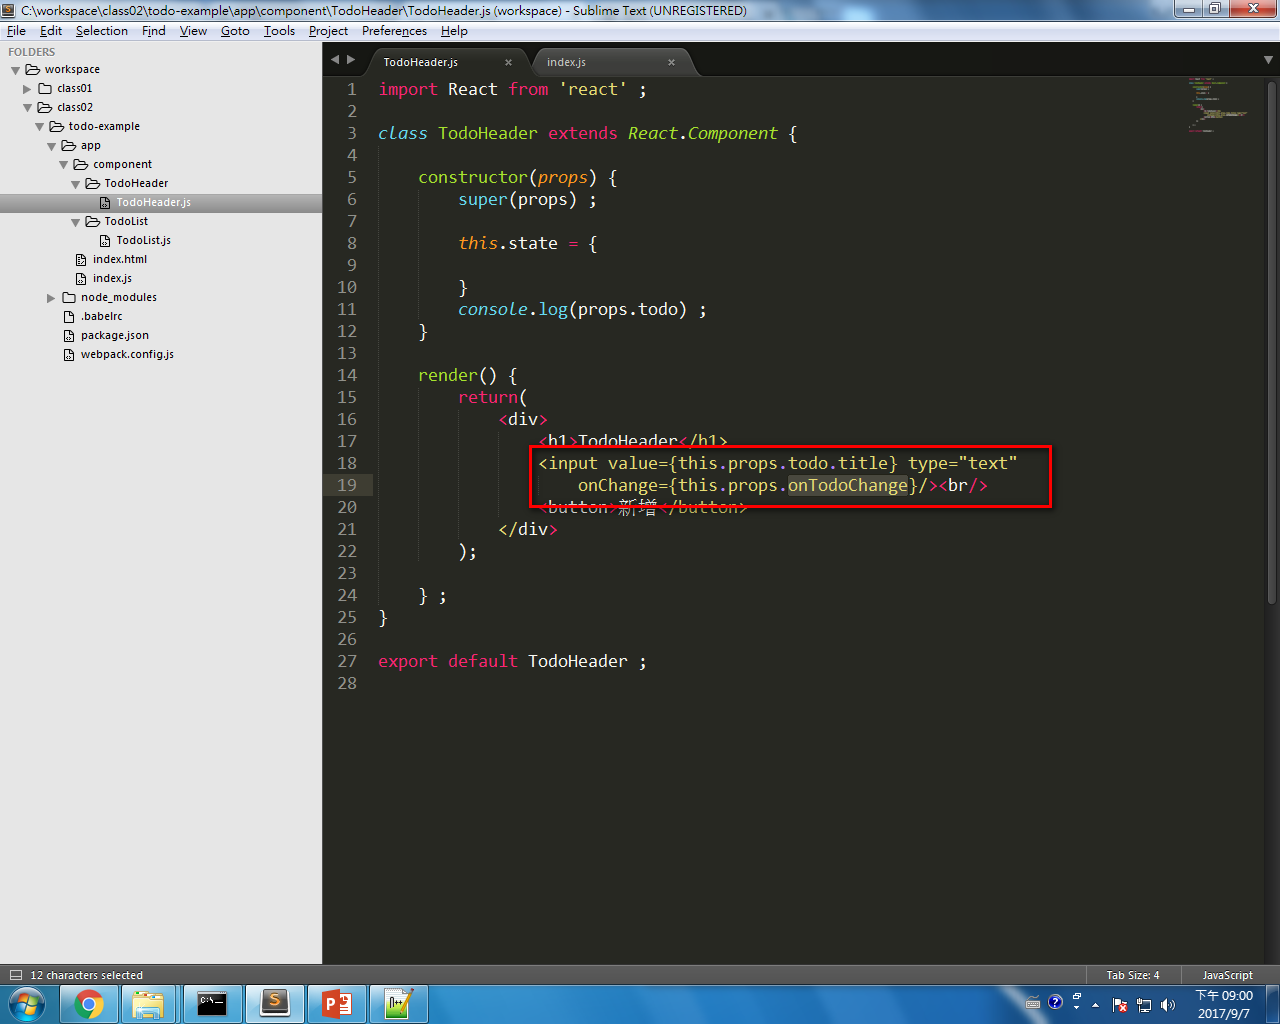 C:\workspace\class02\todo-example\app\component\TodoHeader\TodoHeader.js (workspace) - Sublime Text (UNREGISTERED)
File Edit Selection Find View Goto Tools Project Preferences Help
FOLDERS
workspace
class01
class02
todo-example
app
component
TodoHeader
TodoHeader.js
TodoList
TodoList.js
index.html
index.js
node_modules
.babelrc
package.json
webpack.config.js
TodoHeader.js × index.js ×
1 import React from 'react' ;
2
3 class TodoHeader extends React.Component {
4
5 constructor(props) {
6 super(props) ;
7
8 this.state = {
9
10 }
11 console.log(props.todo) ;
12 }
13
14 render() {
15 return(
16 <div>
17 <h1>TodoHeader</h1>
18 <input value={this.props.todo.title} type="text"
19 onChange={this.props.onTodoChange}/><br/>
20 <button>新增</button>
21 </div>
22 );
23
24 } ;
25 }
26
27 export default TodoHeader ;
28
12 characters selected Tab Size: 4 JavaScript
下午 09:00
2017/9/7